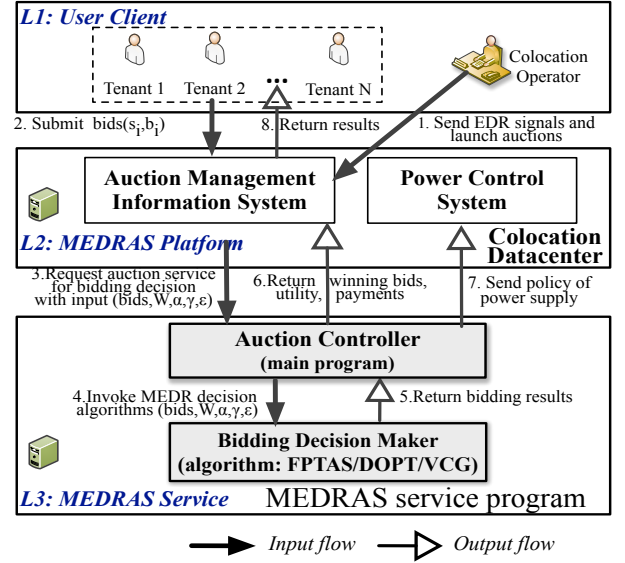 L1: User Client
Tenant 1
Tenant 2
...
Tenant N
Colocation
Operator
2. Submit bids(si,bi)
8. Return results
1. Send EDR signals and
launch auctions
Auction Management
Information System
Power Control
System
L2: MEDRAS Platform
Colocation
Datacenter
3.Request auction service
for bidding decision
with input (bids,W,α,γ,ε)
6.Return winning bids,
utility, payments
7. Send policy of
power supply
Auction Controller
(main program)
4.Invoke MEDR decision
algorithms (bids,W,α,γ,ε)
5.Return bidding results
Bidding Decision Maker
(algorithm: FPTAS/DOPT/VCG)
L3: MEDRAS Service
MEDRAS service program
Input flow
Output flow